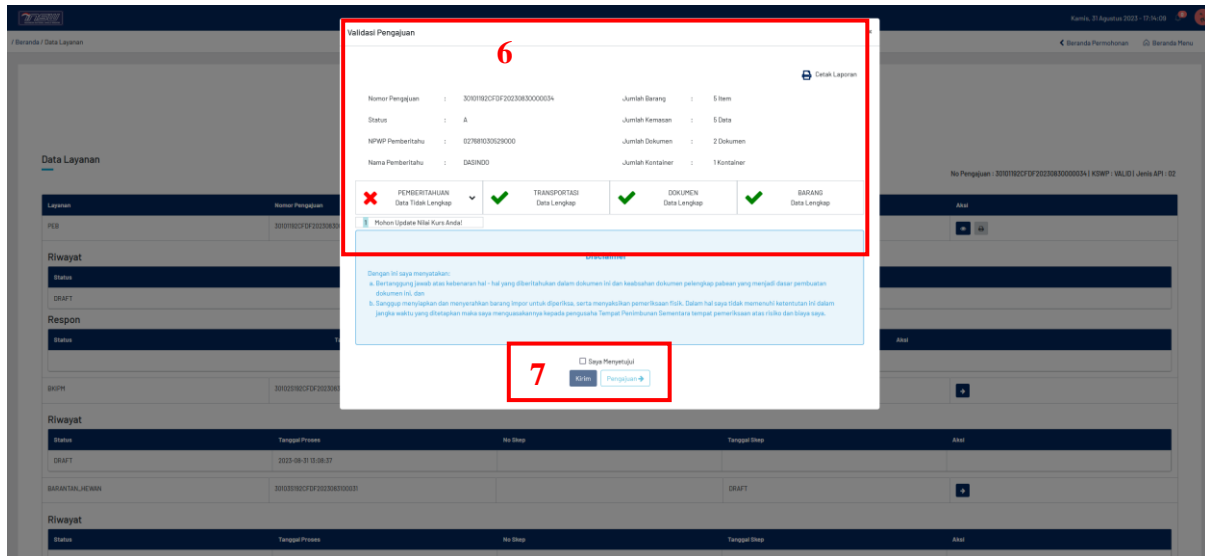 Kamis, 31 Agustus 2023 - 17:14:09
/ Beranda / Data Layanan
Beranda Permohonan
Beranda Menu
Validasi Pengajuan
6
Cetak Laporan
Nomor Pengajuan : 30101192CFDF20230830000034
Jumlah Barang : 5 Item
Status : A
Jumlah Kemasan : 5 Data
NPWP Pemberitahu : 027681030529000
Jumlah Dokumen : 2 Dokumen
Nama Pemberitahu : DASINDO
Jumlah Kontainer : 1 Kontainer
PEMBERITAHUAN
Data Tidak Lengkap
TRANSPORTASI
Data Lengkap
DOKUMEN
Data Lengkap
BARANG
Data Lengkap
1 Mohon Update Nilai Kurs Anda!
Disclaimer
Dengan ini saya menyatakan:
a. Bertanggung jawab atas kebenaran hal - hal yang diberitahukan dalam dokumen ini dan keabsahan dokumen pelengkap pabean yang menjadi dasar pembuatan
dokumen ini, dan
b. Sanggup menyiapkan dan menyerahkan barang impor untuk diperiksa, serta menyaksikan pemeriksaan fisik. Dalam hal saya tidak memenuhi ketentutan ini dalam
jangka waktu yang ditetapkan maka saya menguasakannya kepada pengusaha Tempat Penimbunan Sementara tempat pemeriksaan atas risiko dan biaya saya.
7
Saya Menyetujui
Kirim
Pengajuan
Data Layanan
No Pengajuan : 30101192CFDF20230830000034 | KSWP : VALID | Jenis API : 02
Layanan
Nomor Pengajuan
Aksi
PEB
Riwayat
Status
DRAFT
Respon
Status
Aksi
BKIPM
Riwayat
Status
Tanggal Proses
No Skep
Tanggal Skep
Aksi
DRAFT
2023-08-31 13:06:37
BARANTAN_HEWAN
DRAFT
Riwayat
Status
Tanggal Proses
No Skep
Tanggal Skep
Aksi